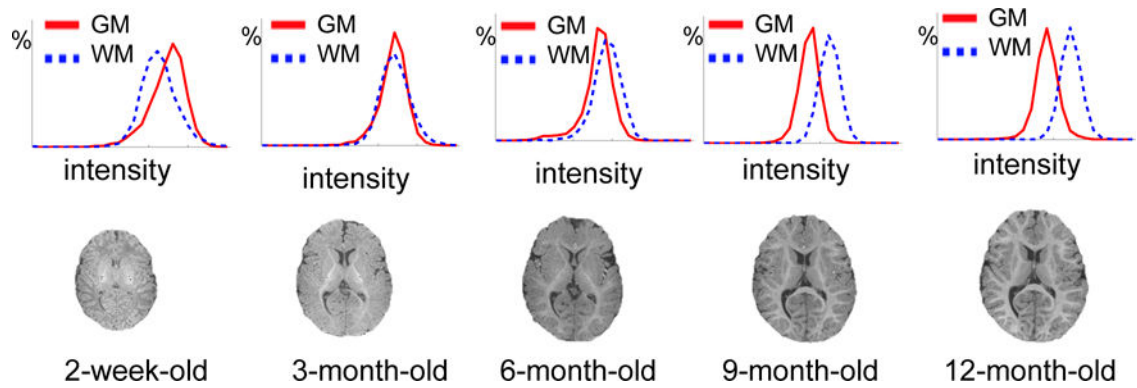 GM
WM
%
intensity
GM
WM
%
intensity
GM
WM
%
intensity
GM
WM
%
intensity
GM
WM
%
intensity
2-week-old
3-month-old
6-month-old
9-month-old
12-month-old